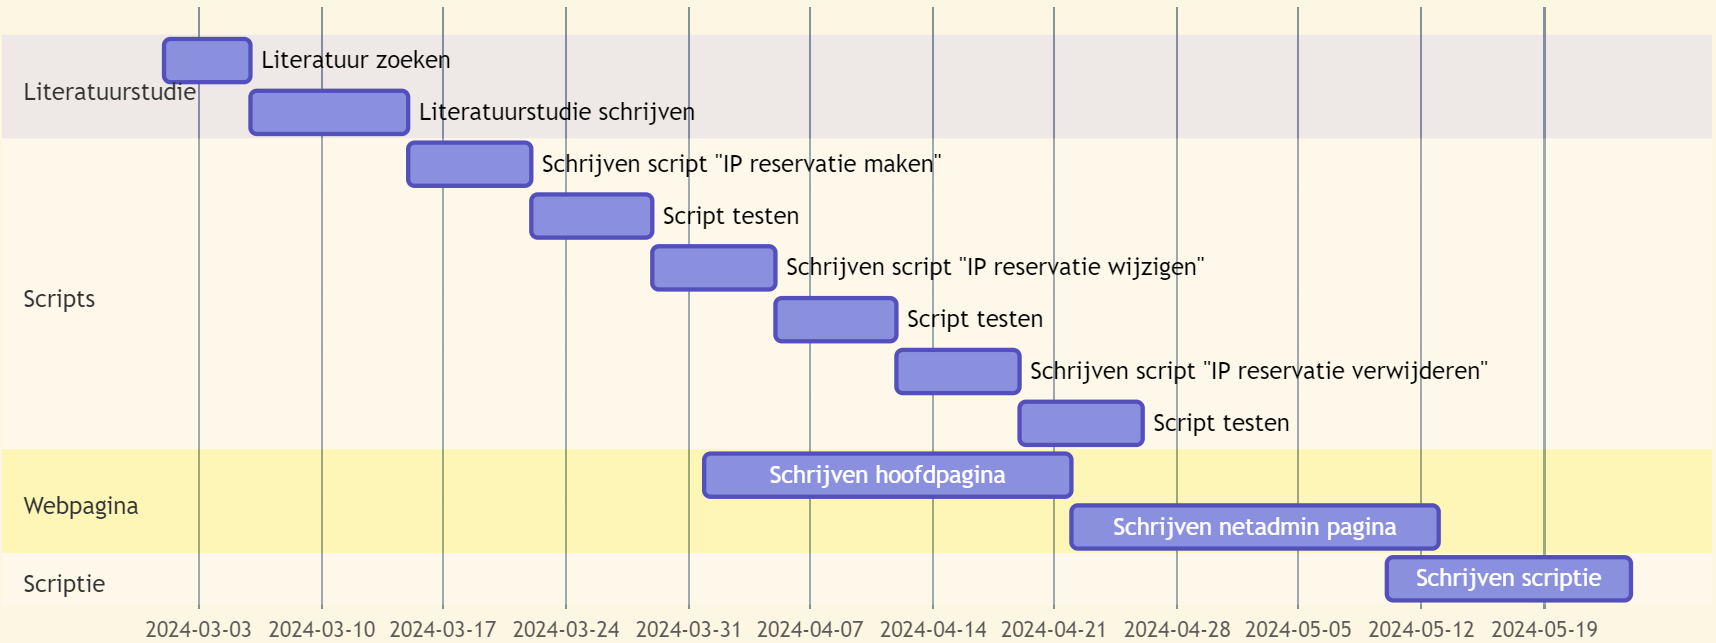 Literatuurstudie
Literatuur zoeken
Literatuurstudie schrijven
Scripts
Schrijven script "IP reservatie maken"
Script testen
Schrijven script "IP reservatie wijzigen"
Script testen
Schrijven script "IP reservatie verwijderen"
Script testen
Webpagina
Schrijven hoofdpagina
Schrijven netadmin pagina
Scriptie
Schrijven scriptie
2024-03-03 2024-03-10 2024-03-17 2024-03-24 2024-03-31 2024-04-07 2024-04-14 2024-04-21 2024-04-28 2024-05-05 2024-05-12 2024-05-19